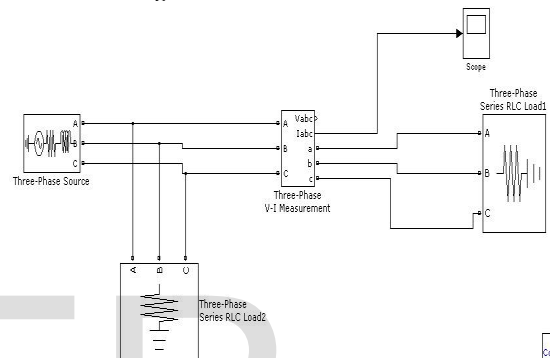 Scope
Three-Phase
Series RLC Load1
A
B
C
Three-Phase Source
A
B
C
Vabc
Iabc
a
b
c
Three-Phase
V-I Measurement
A
B
C
A
B
C
Three-Phase
Series RLC Load2